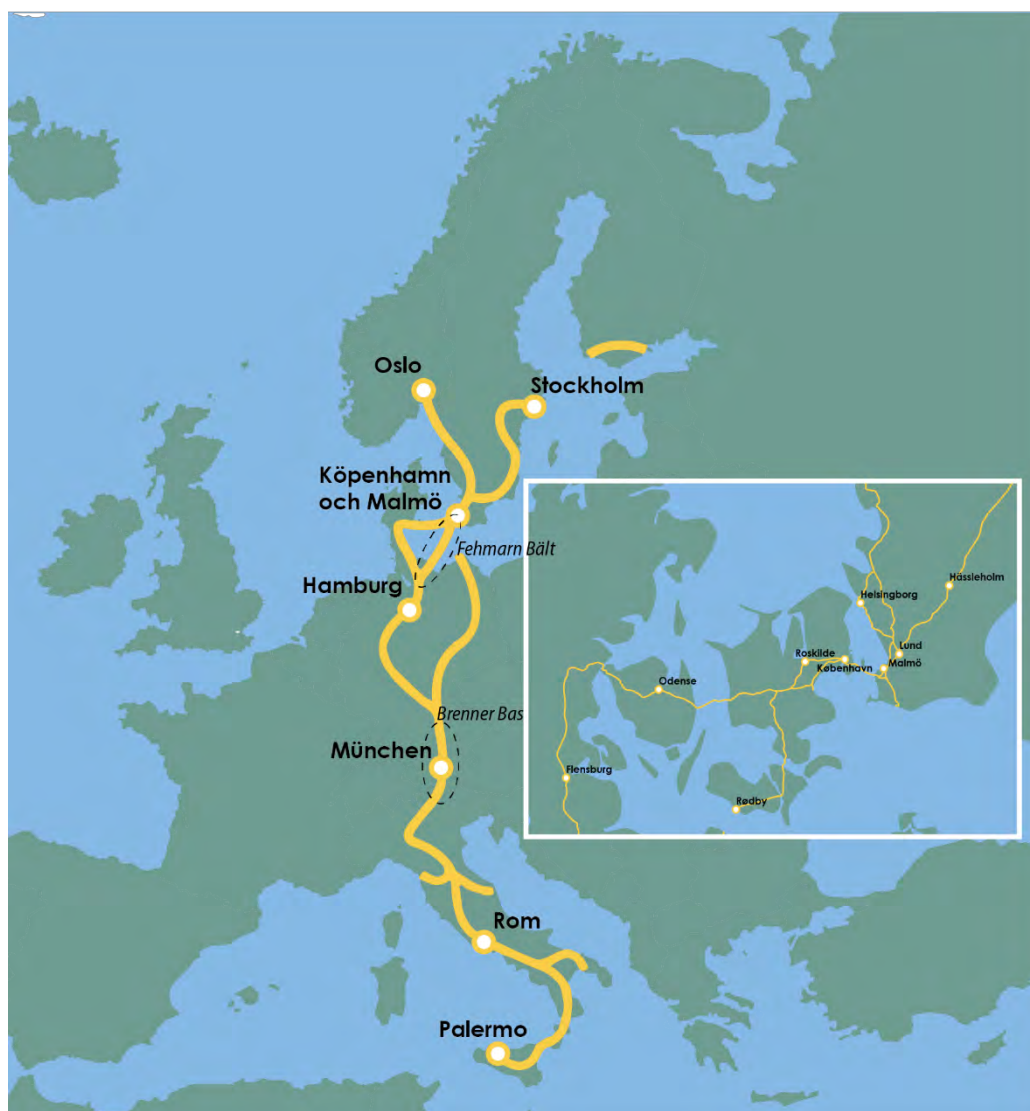 Oslo
Stockholm
Köpenhamn
och Malmö
Fehmarn Bält
Hamburg
Brenner Bas
München
Rom
Palermo
Hässleholm
Helsingborg
Lund
Roskilde
København
Malmö
Odense
Flensburg
Rødby